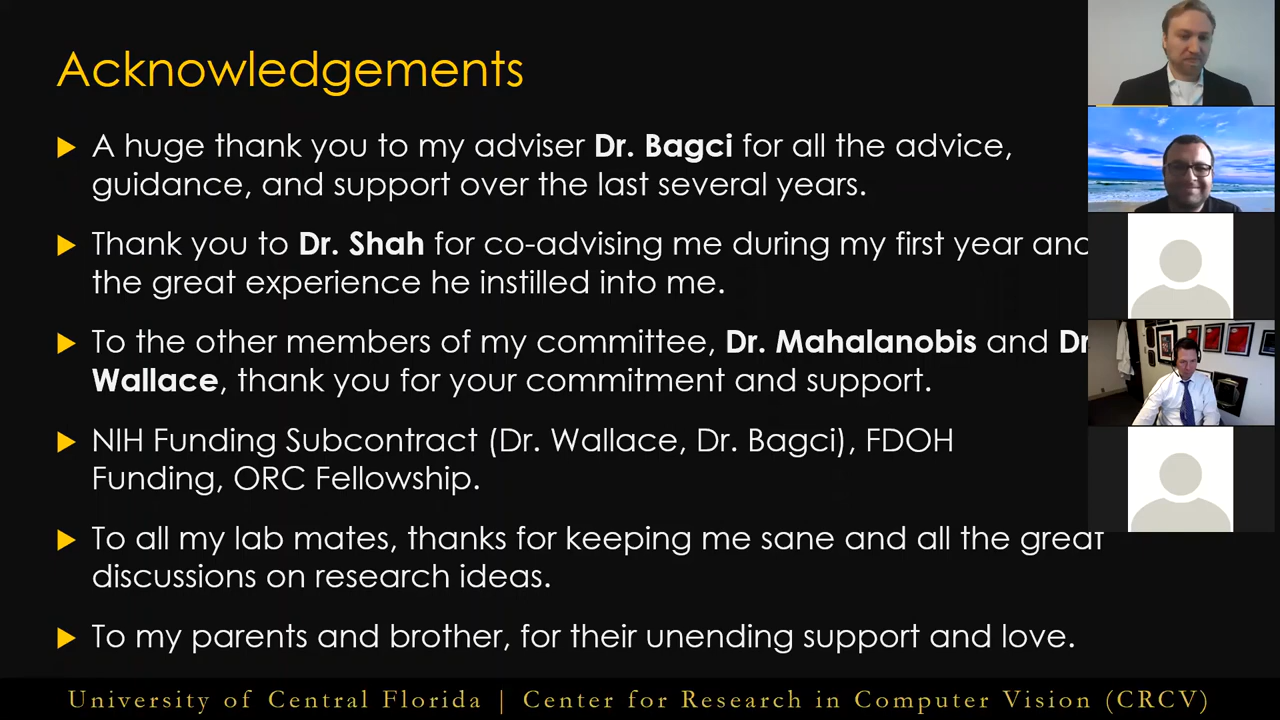 Acknowledgements
A huge thank you to my adviser Dr. Bagci for all the advice,
guidance, and support over the last several years.
Thank you to Dr. Shah for co-advising me during my first year and
the great experience he instilled into me.
To the other members of my committee, Dr. Mahalanobis and Dr
Wallace, thank you for your commitment and support.
NIH Funding Subcontract (Dr. Wallace, Dr. Bagci), FDOH
Funding, ORC Fellowship.
To all my lab mates, thanks for keeping me sane and all the great
discussions on research ideas.
To my parents and brother, for their unending support and love.
University of Central Florida | Center for Research in Computer Vision (CRCV)